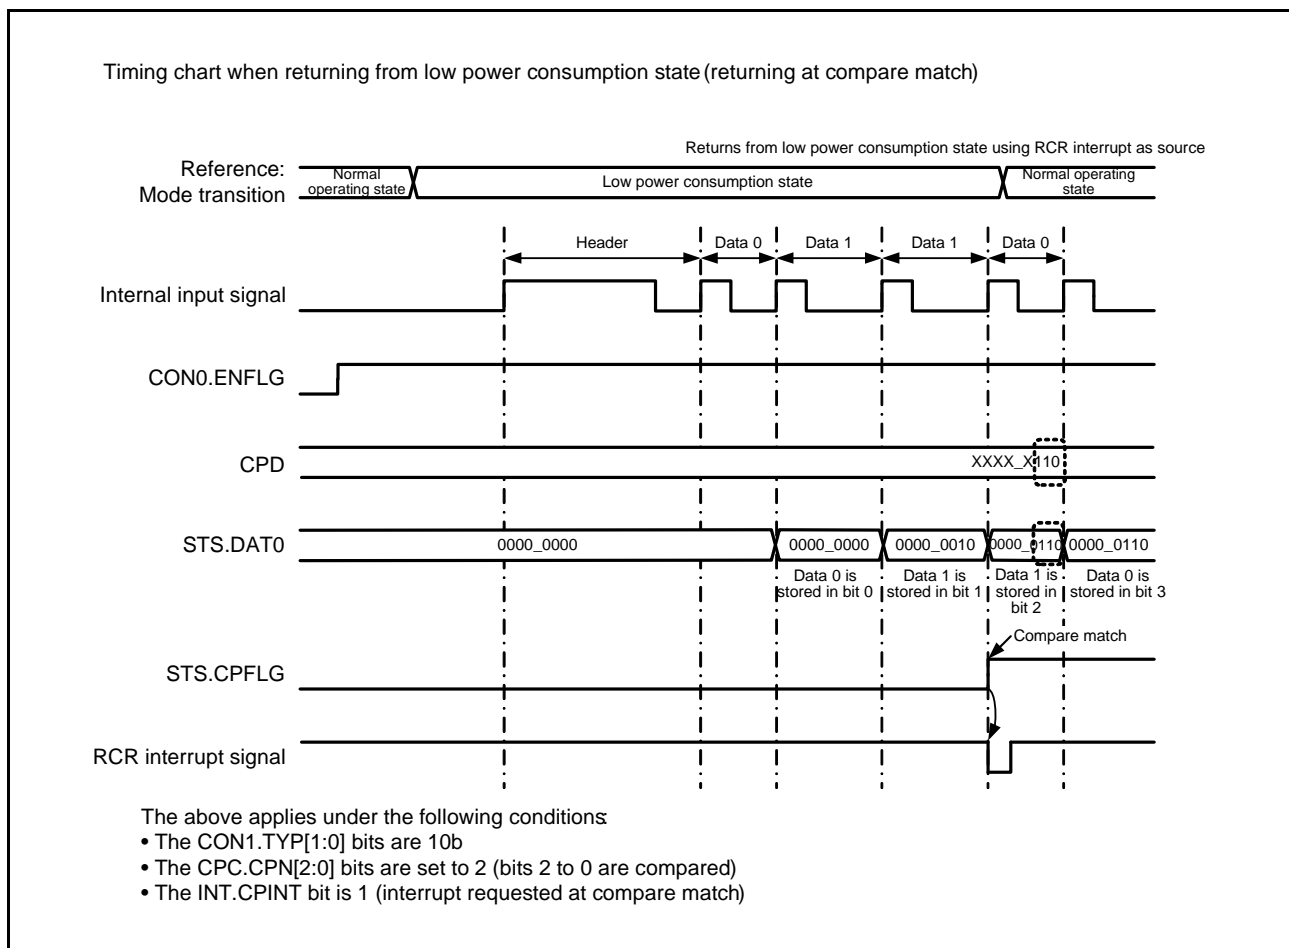 Timing chart when returning from low power consumption state (returning at compare match)
Returns from low power consumption state using RCR interrupt as source
Reference:
Mode transition
Normal
operating state
Low power consumption state
Normal operating
state
Header
Data 0
Data 1
Data 1
Data 0
Internal input signal
CON0.ENFLG
CPD
XXXX_X110
STS.DAT0
0000_0000
0000_0000
0000_0010
0000_0110
0000_0110
Data 0 is
stored in bit 0
Data 1 is
stored in bit 1
Data 1 is
stored in
bit 2
Data 0 is
stored in bit 3
Compare match
STS.CPFLG
RCR interrupt signal
The above applies under the following conditions:
• The CON1.TYP[1:0] bits are 10b
• The CPC.CPN[2:0] bits are set to 2 (bits 2 to 0 are compared)
• The INT.CPINT bit is 1 (interrupt requested at compare match)